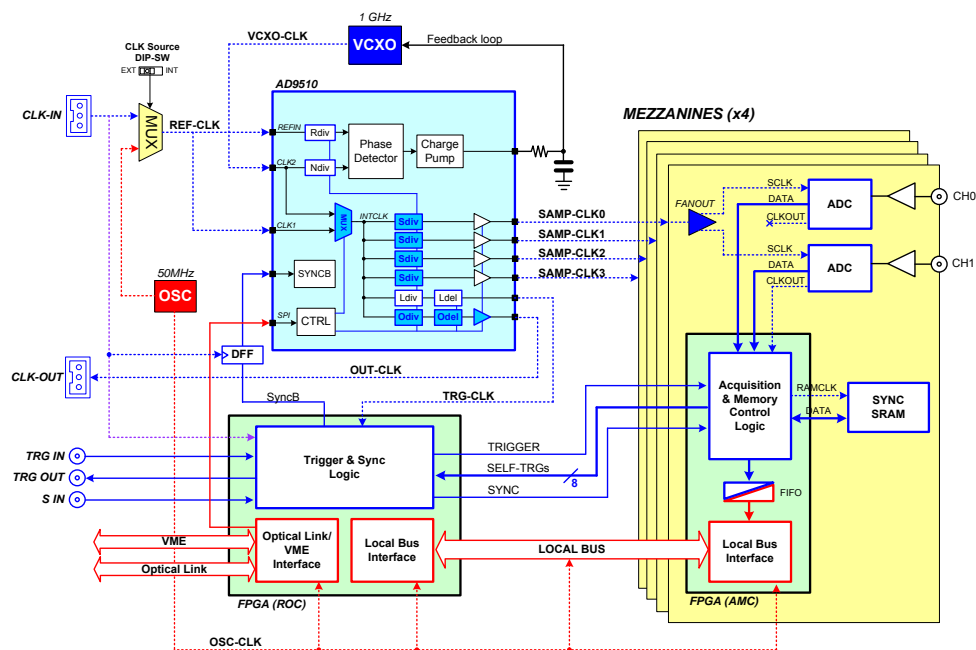 1 GHz
VCXO-CLK
VCXO
Feedback loop
CLK Source
DIP-SW
EXT
INT
AD9510
CLK-IN
MUX
REF-CLK
REFIN
Rdiv
Phase
Detector
Charge
Pump
CLK2
Ndiv
MUX
INTCLK
CLK1
Sdiv
Sdiv
Sdiv
Sdiv
SAMP-CLK0
SAMP-CLK1
SAMP-CLK2
SAMP-CLK3
SYNCB
Ldiv
Ldel
SPI
CTRL
Odiv
Odel
50MHz
OSC
DFF
CLK-OUT
OUT-CLK
SyncB
TRG-CLK
MEZZANINES (x4)
FANOUT
SCLK
DATA
CLKOUT
ADC
CH0
SCLK
DATA
CLKOUT
ADC
CH1
Acquisition
& Memory
Control
Logic
RAMCLK
DATA
SYNC
SRAM
FIFO
Local Bus
Interface
FPGA (AMC)
TRG IN
TRG OUT
S IN
Trigger & Sync
Logic
TRIGGER
SELF-TRGs
8
SYNC
VME
Optical Link
Optical Link/
VME
Interface
Local Bus
Interface
LOCAL BUS
FPGA (ROC)
OSC-CLK